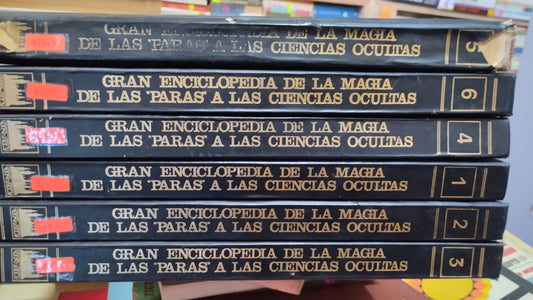 GRAN ENCICLOPEDIA DE LA MAGIA
DE LAS 'PARAS' A LAS CIENCIAS OCULTAS
5
GRAN ENCICLOPEDIA DE LA MAGIA
DE LAS 'PARAS' A LAS CIENCIAS OCULTAS
6
GRAN ENCICLOPEDIA DE LA MAGIA
DE LAS 'PARAS' A LAS CIENCIAS OCULTAS
4
GRAN ENCICLOPEDIA DE LA MAGIA
DE LAS 'PARAS' A LAS CIENCIAS OCULTAS
1
GRAN ENCICLOPEDIA DE LA MAGIA
DE LAS 'PARAS' A LAS CIENCIAS OCULTAS
2
GRAN ENCICLOPEDIA DE LA MAGIA
DE LAS 'PARAS' A LAS CIENCIAS OCULTAS
3